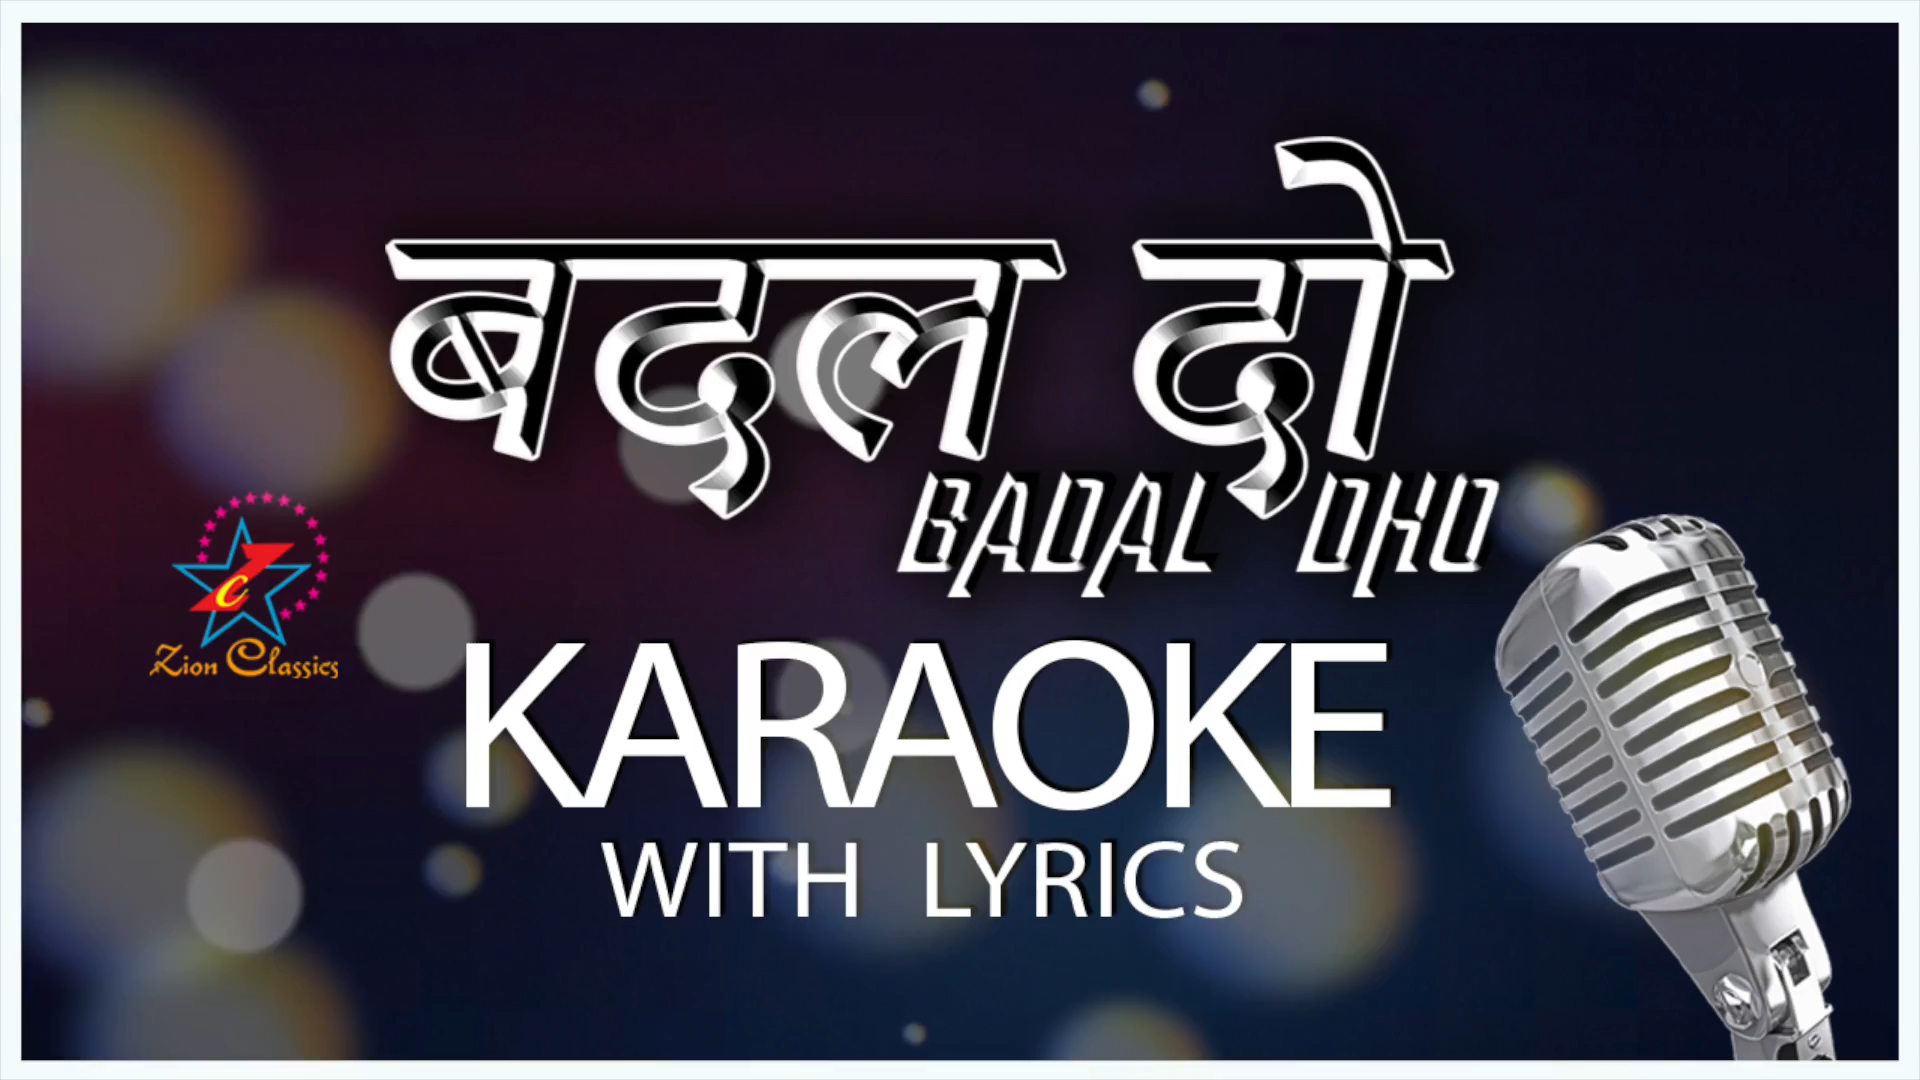 बदल दो
BADAL DHO
Zion Classics
KARAOKE
WITH LYRICS